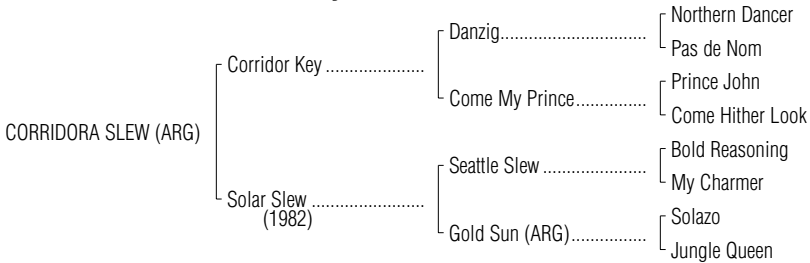 Northern Dancer
Danzig................................
Pas de Nom
Corridor Key ......................
Prince John
Come My Prince................
Come Hither Look
CORRIDORA SLEW (ARG)
Bold Reasoning
Seattle Slew .......................
My Charmer
Solar Slew .........................
(1982)
Solazo
Gold Sun (ARG).................
Jungle Queen